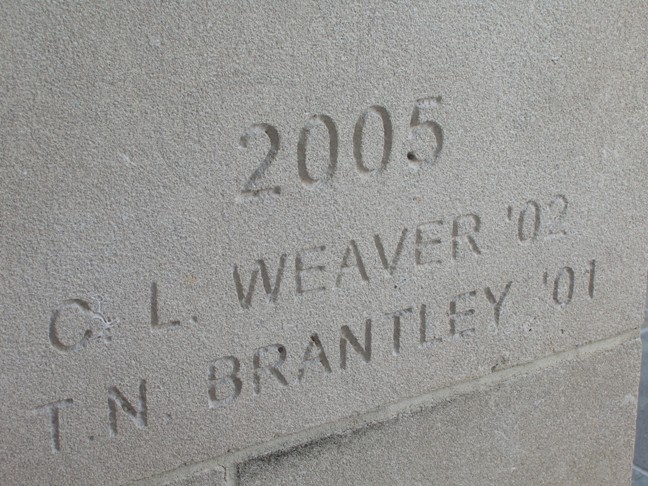 2005
C. L. WEAVER '02
T.N. BRANTLEY '01